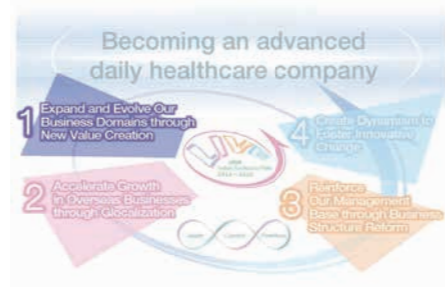 Becoming an advanced
daily healthcare company
1 Expand and Evolve Our
Business Domains through
New Value Creation
2 Accelerate Growth
in Overseas Businesses
through Glocalization
3 Reinforce
Our Management
Base through Business
Structure Reform
4 Create Dynamism to
Foster Innovative
Change
LIVE